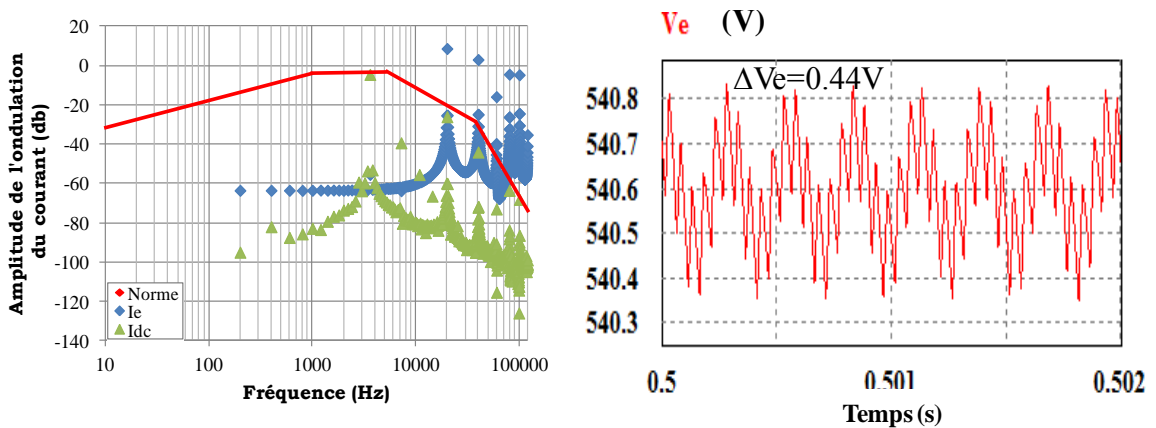 Amplitude de l'ondulation
du courant (db)
20
0
-20
-40
-60
-80
-100
-120
-140
Norme
Ie
Idc
10
100
1000
10000
100000
Fréquence (Hz)
Ve (V)
ΔVe=0.44V
540.8
540.7
540.6
540.5
540.4
540.3
0.5
0.501
0.502
Temps (s)